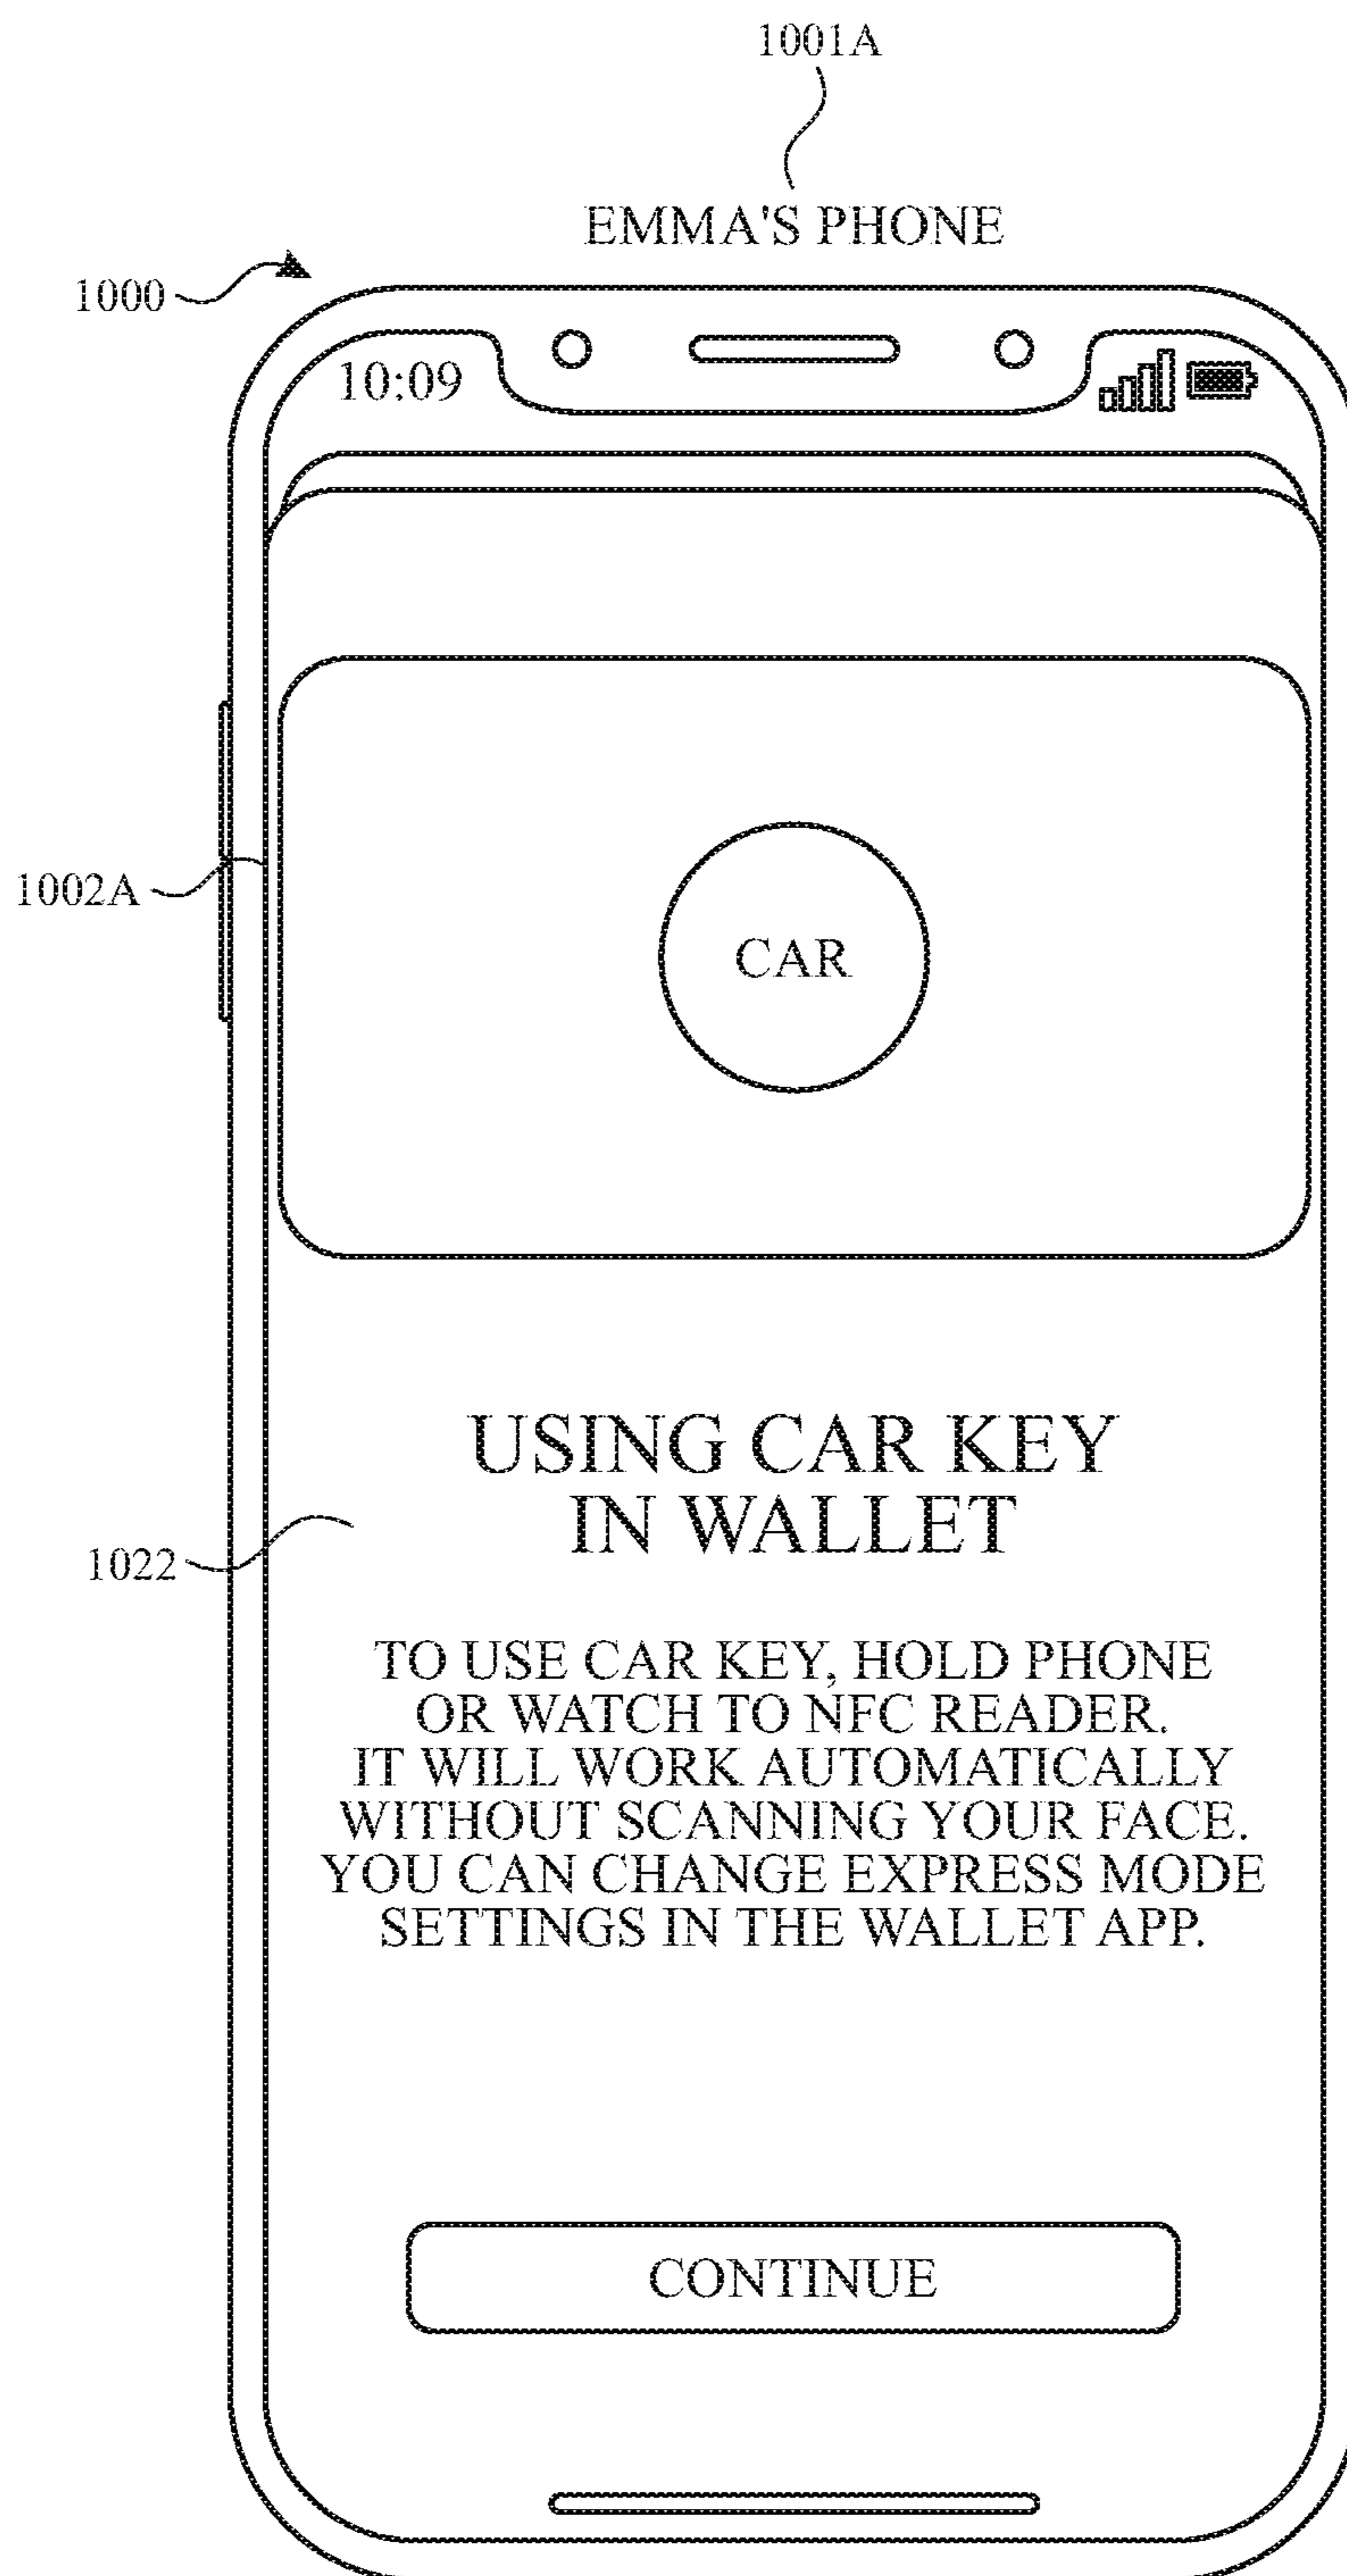 1001A
EMMA'S PHONE
1000
10:09
1002A
CAR
USING CAR KEY
IN WALLET
1022
TO USE CAR KEY, HOLD PHONE
OR WATCH TO NFC READER.
IT WILL WORK AUTOMATICALLY
WITHOUT SCANNING YOUR FACE.
YOU CAN CHANGE EXPRESS MODE
SETTINGS IN THE WALLET APP.
CONTINUE